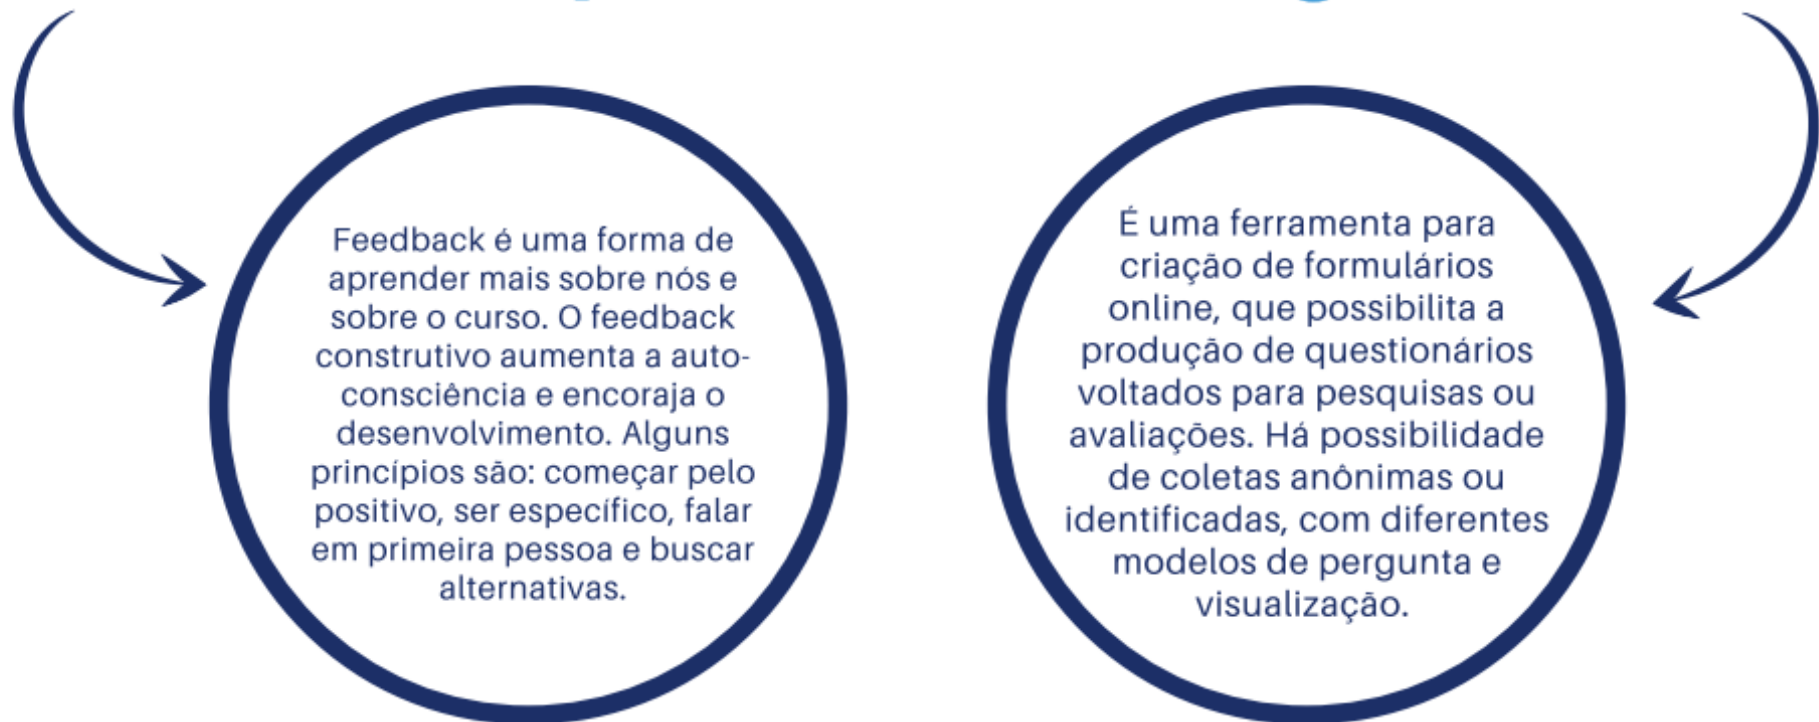 Feedback é uma forma de
aprender mais sobre nós e
sobre o curso. O feedback
construtivo aumenta a auto-
consciência e encoraja o
desenvolvimento. Alguns
princípios são: começar pelo
positivo, ser específico, falar
em primeira pessoa e buscar
alternativas.
É uma ferramenta para
criação de formulários
online, que possibilita a
produção de questionários
voltados para pesquisas ou
avaliações. Há possibilidade
de coletas anônimas ou
identificadas, com diferentes
modelos de pergunta e
visualização.